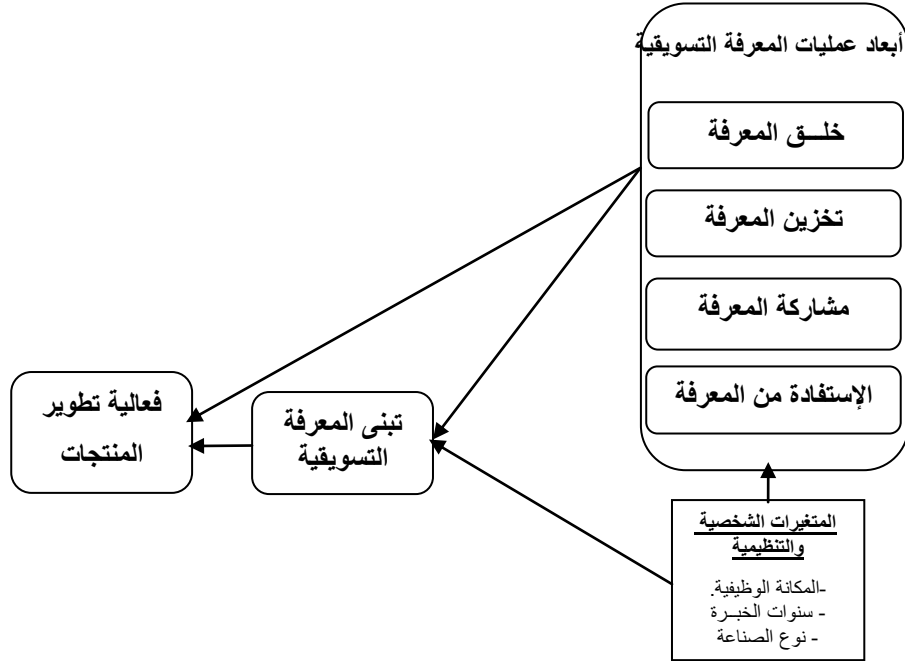 أبعاد عمليات المعرفة التسويقية
خلـــق المعرفة
تخزين المعرفة
مشاركة المعرفة
الإستفادة من المعرفة
تبنى المعرفة
التسويقية
فعالية تطوير
المنتجات
المتغيرات الشخصية
والتنظيمية
-المكانة الوظيفية.
- سنوات الخبــرة
- نوع الصناعة